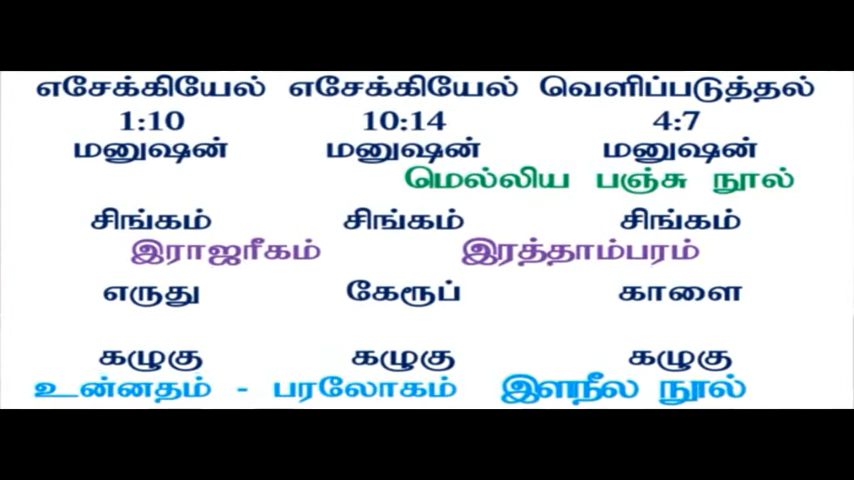 எசேக்கியேல் எசேக்கியேல் வெளிப்படுத்தல்
1:10 10:14 4:7
மனுஷன் மனுஷன் மனுஷன்
மெல்லிய பஞ்சு நூல்
சிங்கம் சிங்கம் சிங்கம்
இராஜரீகம் இரத்தாம்பரம்
எருது கேரூப் காளை
கழுகு கழுகு கழுகு
உன்னதம் - பரலோகம் இளநீல நூல்